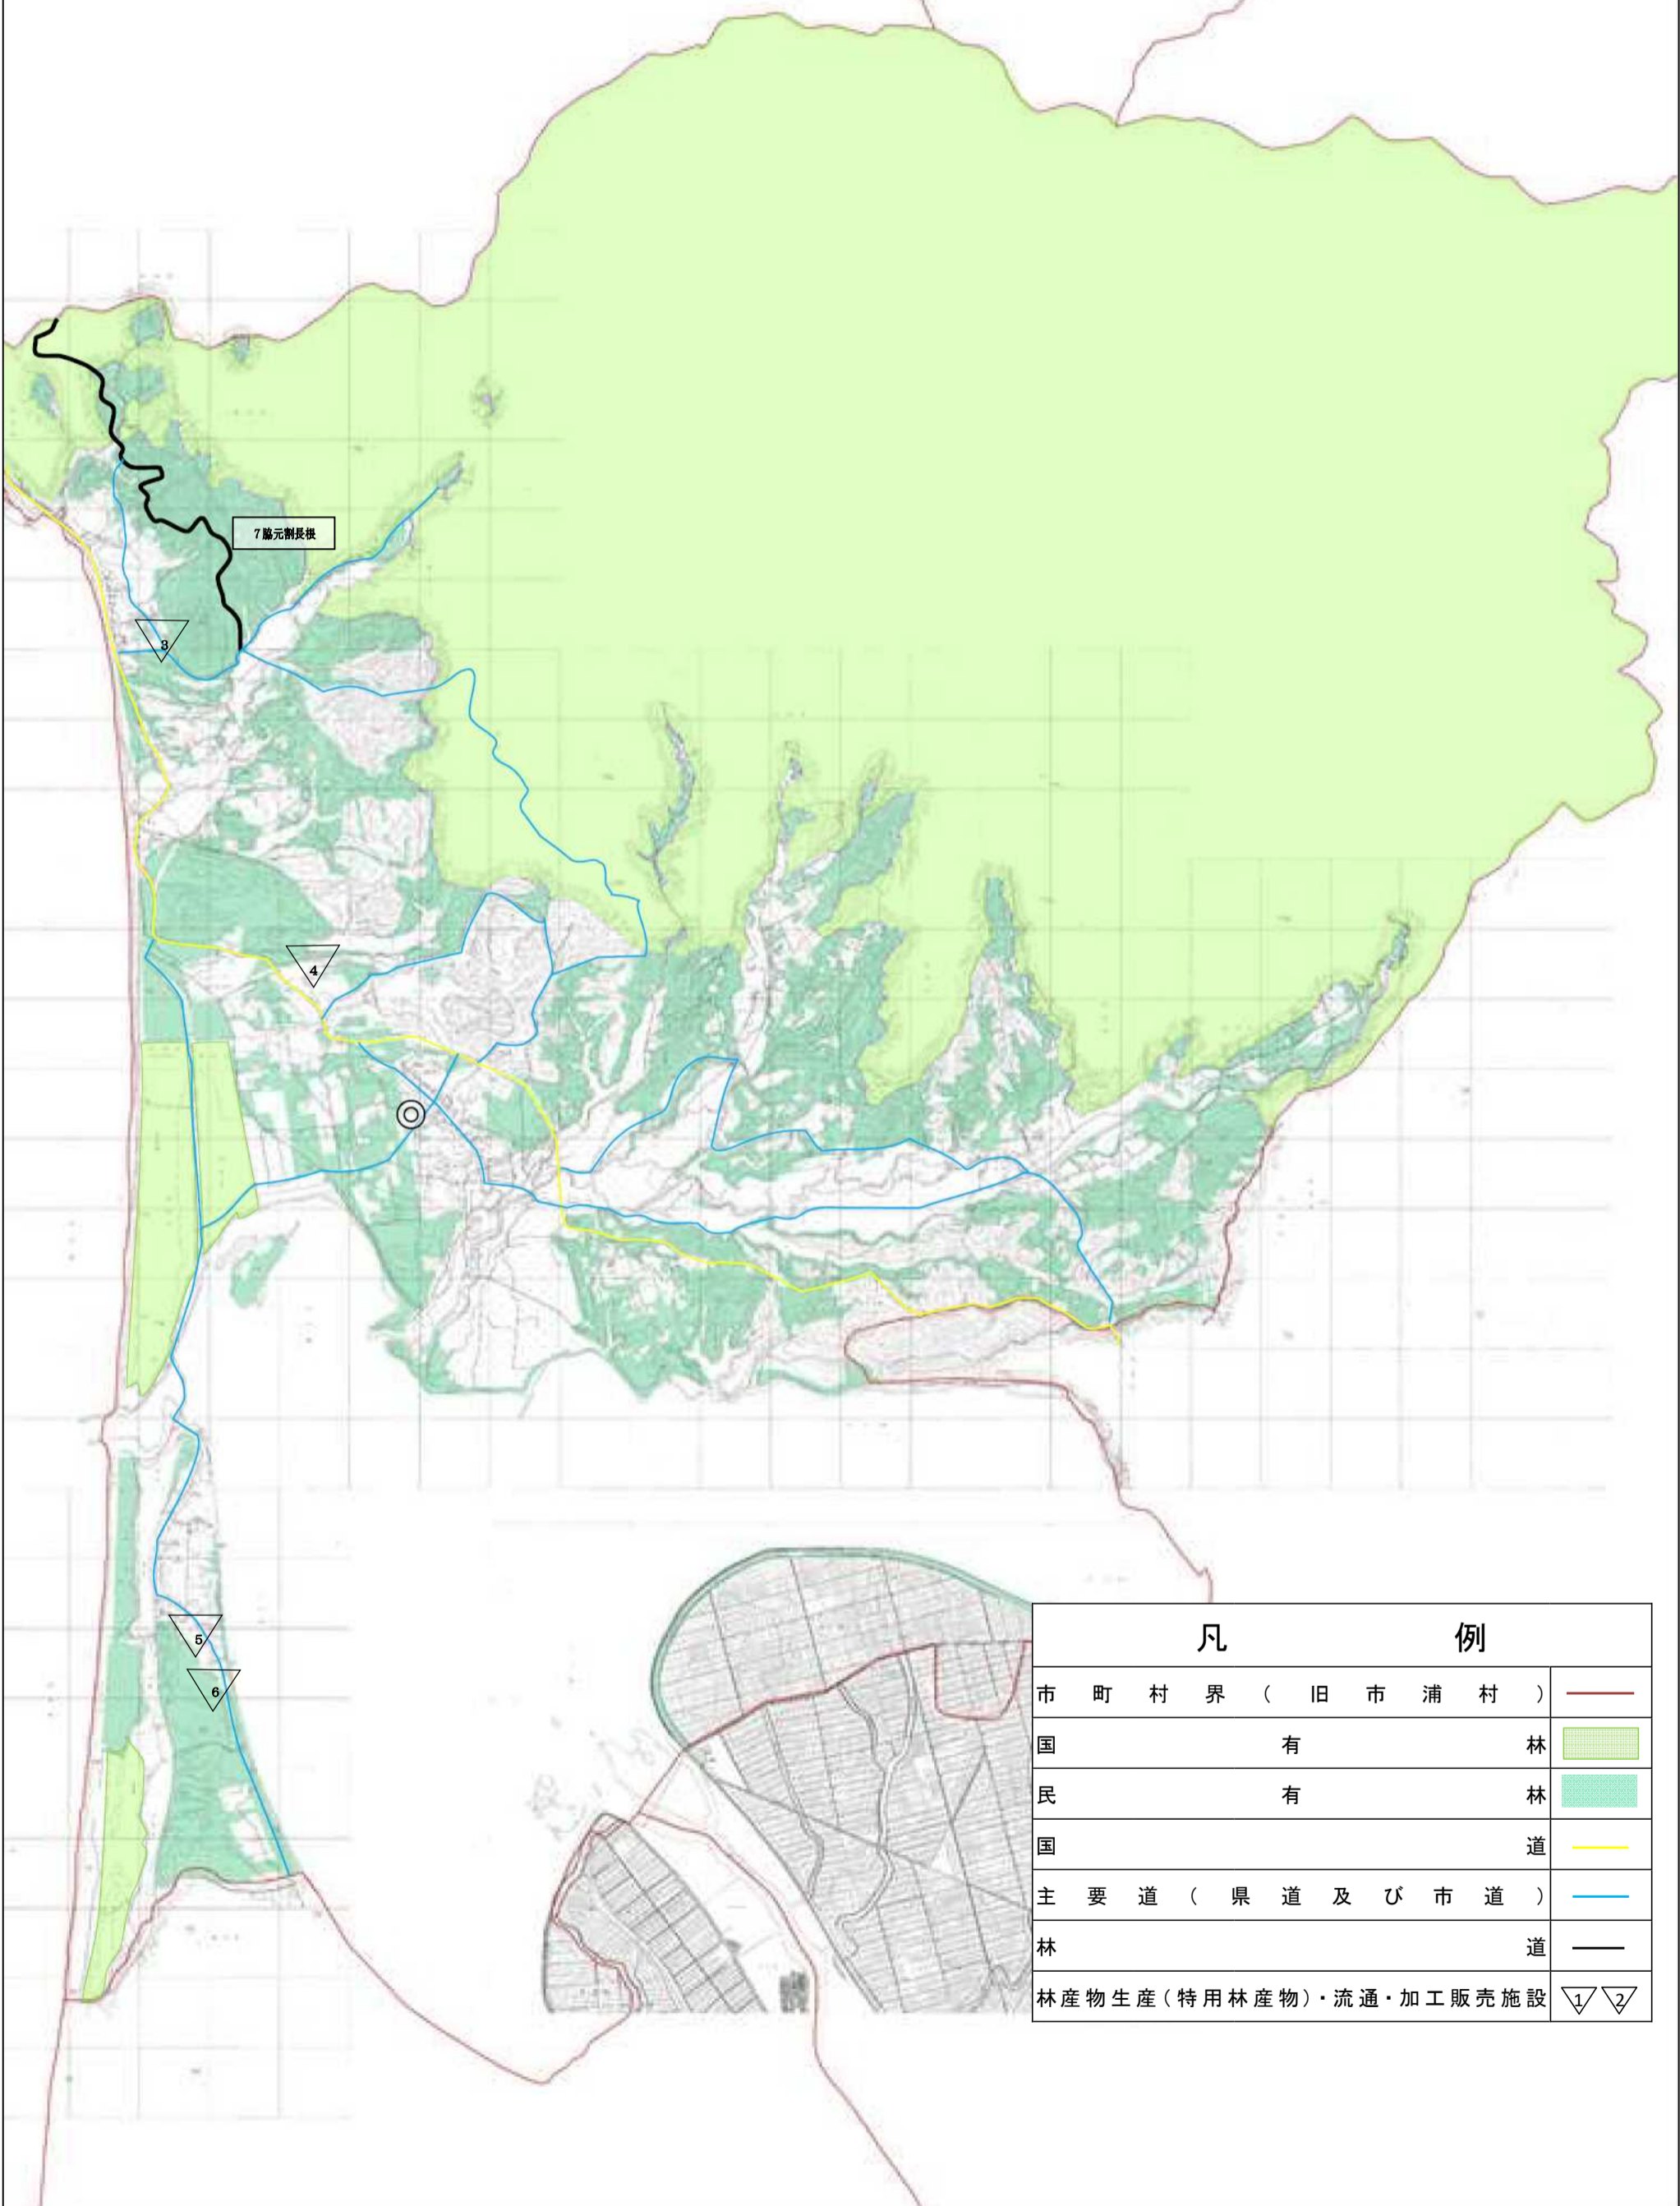 7脇元割長根
3
4
5
6
凡例
市町村界(旧市浦村)
国有林
民有林
国道
主要道(県道及び市道)
林道
林産物生産(特用林産物)・流通・加工販売施設 1 2